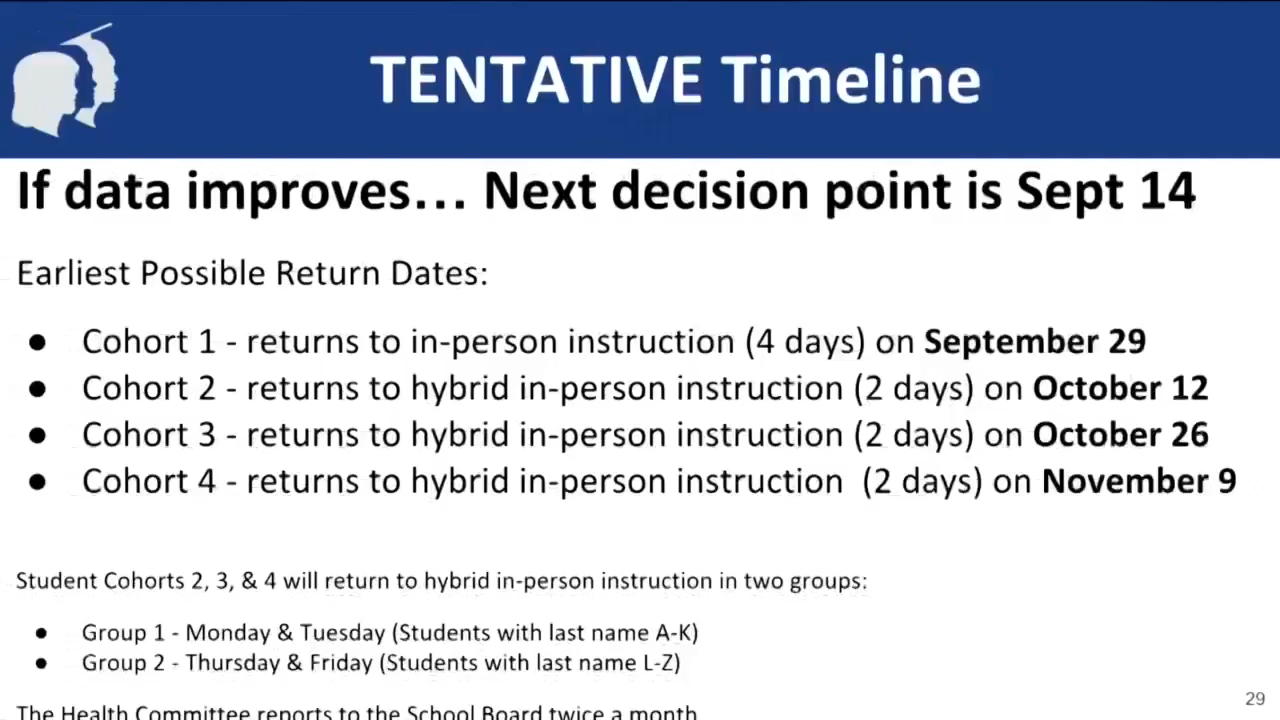 TENTATIVE Timeline
If data improves... Next decision point is Sept 14
Earliest Possible Return Dates:
● Cohort 1 - returns to in-person instruction (4 days) on September 29
● Cohort 2 - returns to hybrid in-person instruction (2 days) on October 12
● Cohort 3 - returns to hybrid in-person instruction (2 days) on October 26
● Cohort 4 - returns to hybrid in-person instruction (2 days) on November 9
Student Cohorts 2, 3, & 4 will return to hybrid in-person instruction in two groups:
● Group 1 - Monday & Tuesday (Students with last name A-K)
● Group 2 - Thursday & Friday (Students with last name L-Z)
The Health Committee reports to the School Board twice a month
29